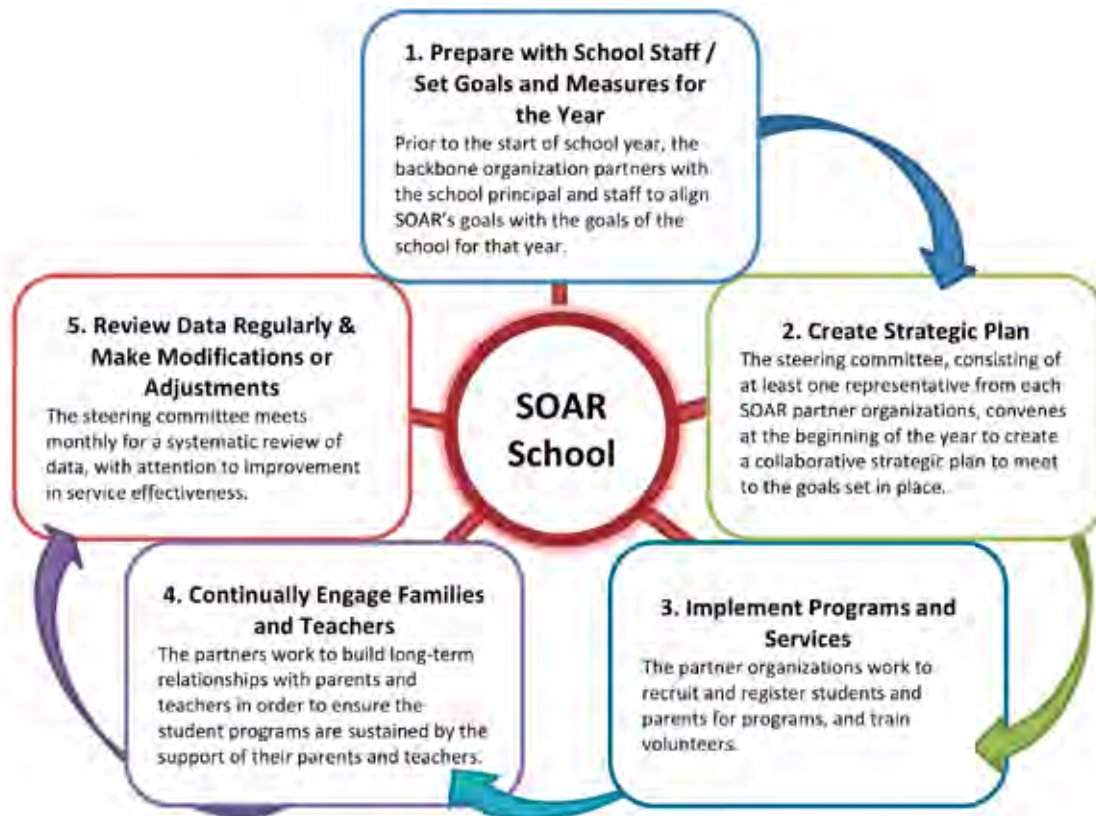 1. Prepare with School Staff /
Set Goals and Measures for
the Year
Prior to the start of school year, the
backbone organization partners with
the school principal and staff to align
SOAR's goals with the goals of the
school for that year.
2. Create Strategic Plan
The steering committee, consisting of
at least one representative from each
SOAR partner organizations, convenes
at the beginning of the year to create
a collaborative strategic plan to meet
to the goals set in place.
3. Implement Programs and
Services
The partner organizations work to
recruit and register students and
parents for programs, and train
volunteers.
4. Continually Engage Families
and Teachers
The partners work to build long-term
relationships with parents and
teachers in order to ensure the
student programs are sustained by the
support of their parents and teachers.
5. Review Data Regularly &
Make Modifications or
Adjustments
The steering committee meets
monthly for a systematic review of
data, with attention to improvement
in service effectiveness.
SOAR
School